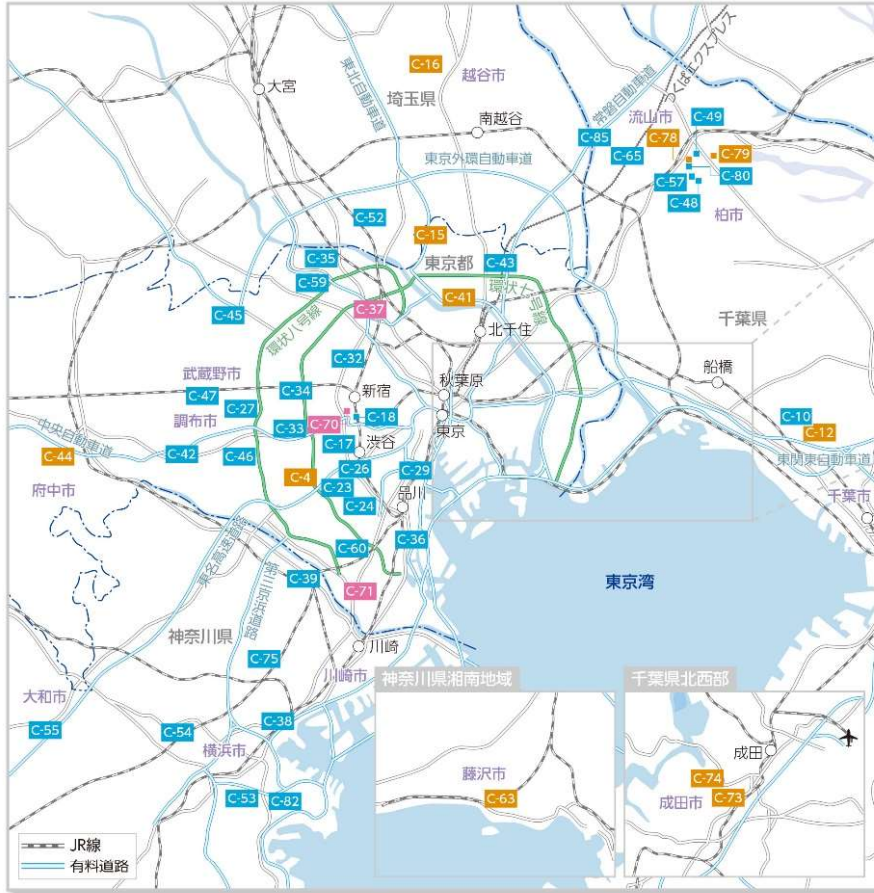 C-16
越谷市
大宮
東北自動車道
埼玉県
つくばエクスプレス
常磐自動車道
流山市
C-49
南越谷
C-85
C-78
C-65
C-79
東京外環自動車道
C-57
C-80
C-48
柏市
C-52
C-15
C-35
東京都
C-43
C-59
環状七号線
C-41
C-45
C-37
環状八号線
北千住
千葉県
C-32
武蔵野市
船橋
C-47
C-34
新宿
秋葉原
C-27
調布市
C-70
C-18
東京
C-10
中央自動車道
C-33
C-12
C-44
C-42
C-46
C-17
渋谷
東関東自動車道
C-26
C-29
C-4
府中市
C-23
千葉市
C-24
品川
東名高速道路
C-60
C-36
第三京浜道路
C-39
東京湾
C-71
神奈川県
川崎
C-75
川崎市
神奈川県湘南地域
千葉県北西部
大和市
C-55
C-54
C-38
横浜市
成田
藤沢市
C-74
C-63
成田市
C-73
C-53
C-82
JR線
有料道路